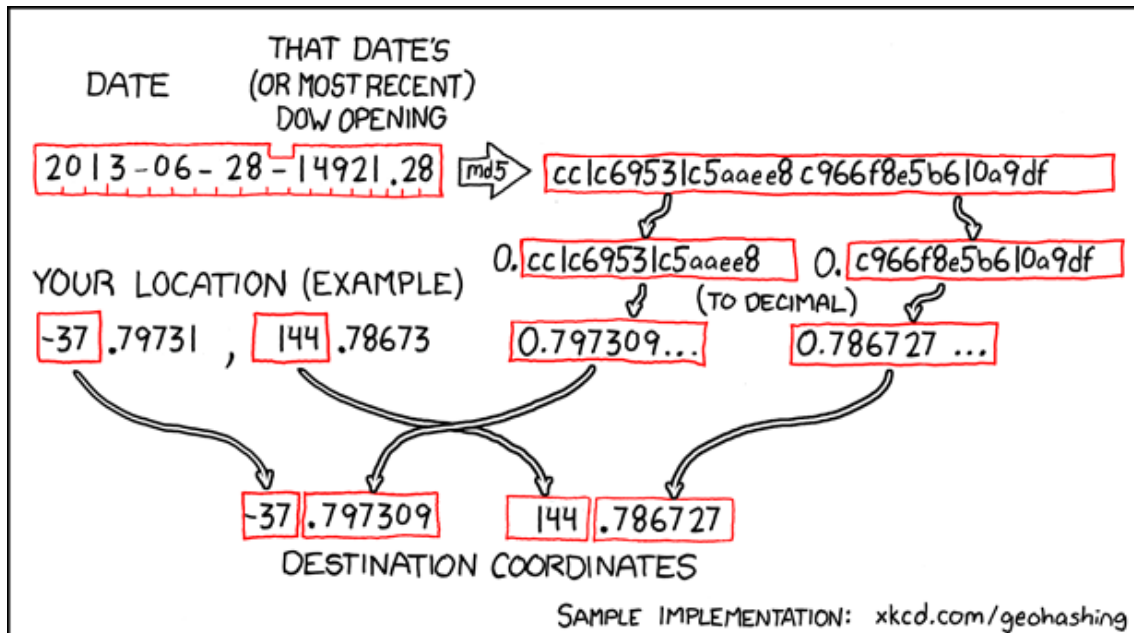 DATE
THAT DATE'S
(OR MOST RECENT)
DOW OPENING
2013-06-28-14921.28
md5
cc1c69531c5aaee8c966f8e5b610a9df
0.cc1c69531c5aaee8
0.c966f8e5b610a9df
(TO DECIMAL)
YOUR LOCATION (EXAMPLE)
-37.79731, 144.78673
0.797309...
0.786727...
-37.797309
144.786727
DESTINATION COORDINATES
SAMPLE IMPLEMENTATION: xkcd.com/geohashing